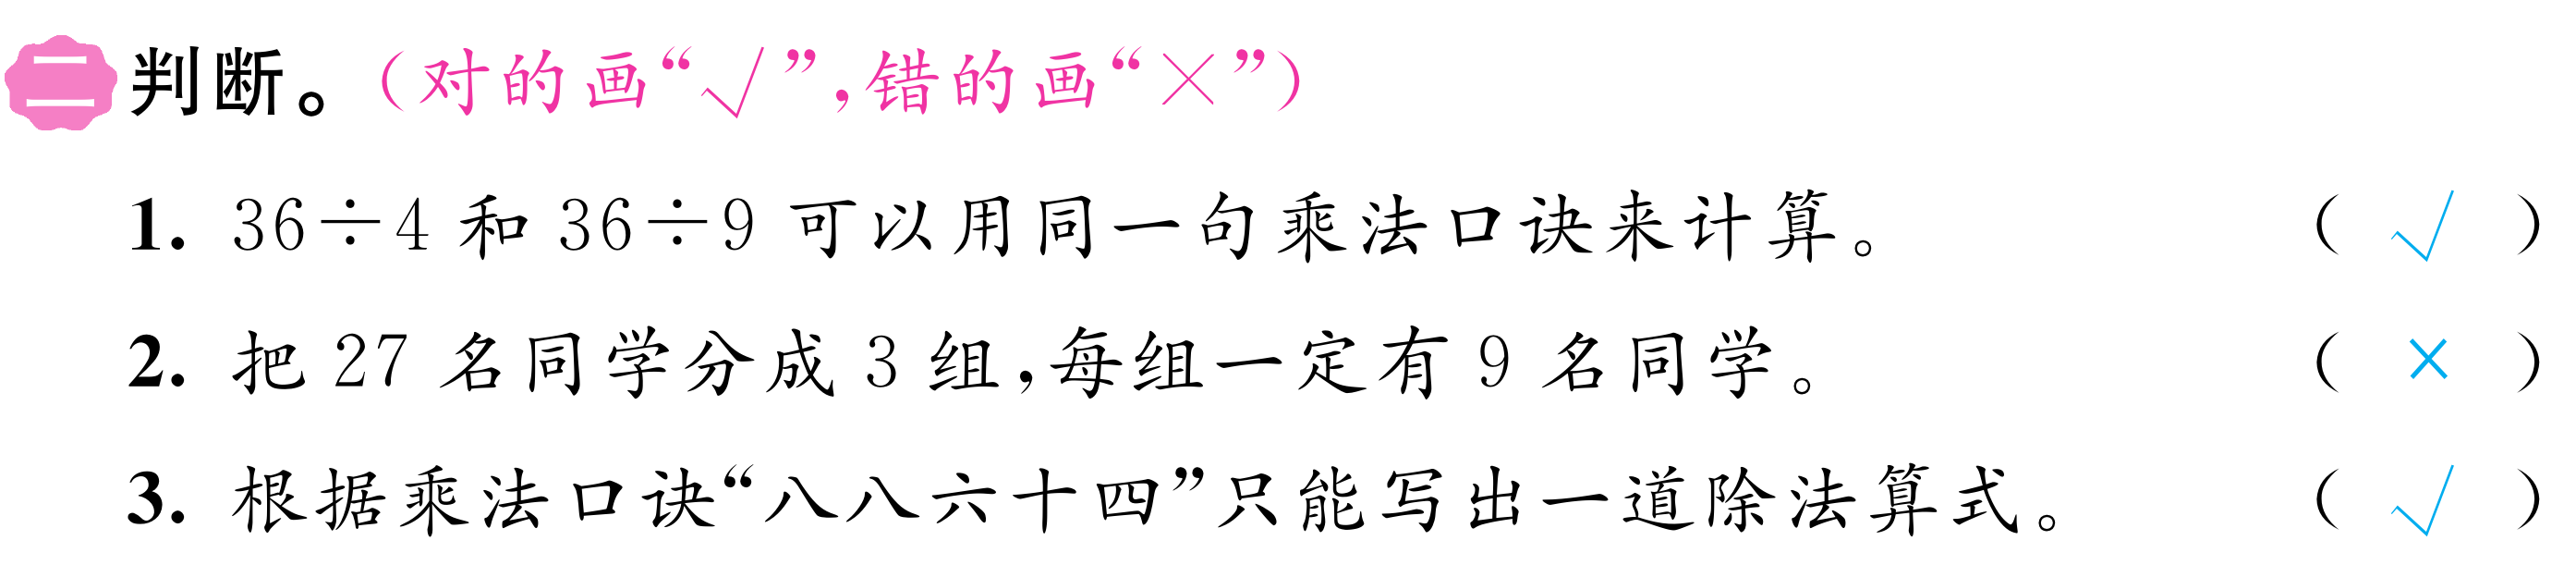 二 判断。（对的画“√”，错的画“×”）
1. 36÷4 和 36÷9 可以用同一句乘法口诀来计算。 （ √ ）
2. 把 27 名同学分成 3 组，每组一定有 9 名同学。 （ × ）
3. 根据乘法口诀“八八六十四”只能写出一道除法算式。 （ √ ）